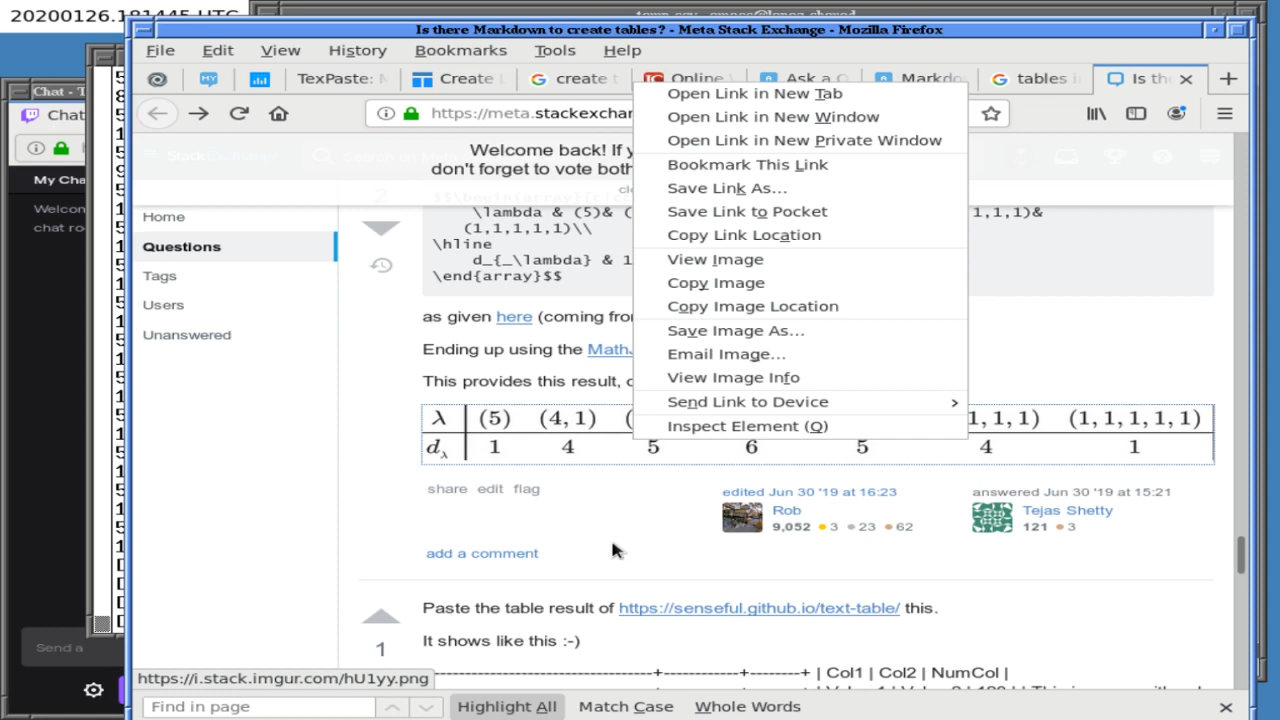 20200126.181445 UTC
Is there Markdown to create tables? - Meta Stack Exchange - Mozilla Firefox
File Edit View History Bookmarks Tools Help
TexPaste: Create create t Online Ask a Markdo tables i Is th
https://meta.stackexchan
Chat - T
Ch
My Cha
Welcon
chat ro
Send a
Welcome back! If y
don't forget to vote both
Home
Questions
Tags
Users
Unanswered
2
$$\begin{array}{c|cc
\lambda & (5)& ( 1,1,1)&
(1,1,1,1,1)\\
\hline
d_{_\lambda} & 1
\end{array}$$
as given here (coming fro
Ending up using the Math
This provides this result, c
λ (5) (4, 1) ( 1, 1, 1) (1, 1, 1, 1, 1)
dλ 1 4 5 6 5 4 1
share edit flag
edited Jun 30 '19 at 16:23
Rob
9,052 3 23 62
answered Jun 30 '19 at 15:21
Tejas Shetty
121 3
add a comment
Open Link in New Tab
Open Link in New Window
Open Link in New Private Window
Bookmark This Link
Save Link As...
Save Link to Pocket
Copy Link Location
View Image
Copy Image
Copy Image Location
Save Image As...
Email Image...
View Image Info
Send Link to Device
Inspect Element (Q)
1
Paste the table result of https://senseful.github.io/text-table/ this.
It shows like this :-)
--------------------------------+-----------+-------+ | Col1 | Col2 | NumCol |
https://i.stack.imgur.com/hU1yy.png
Find in page Highlight All Match Case Whole Words